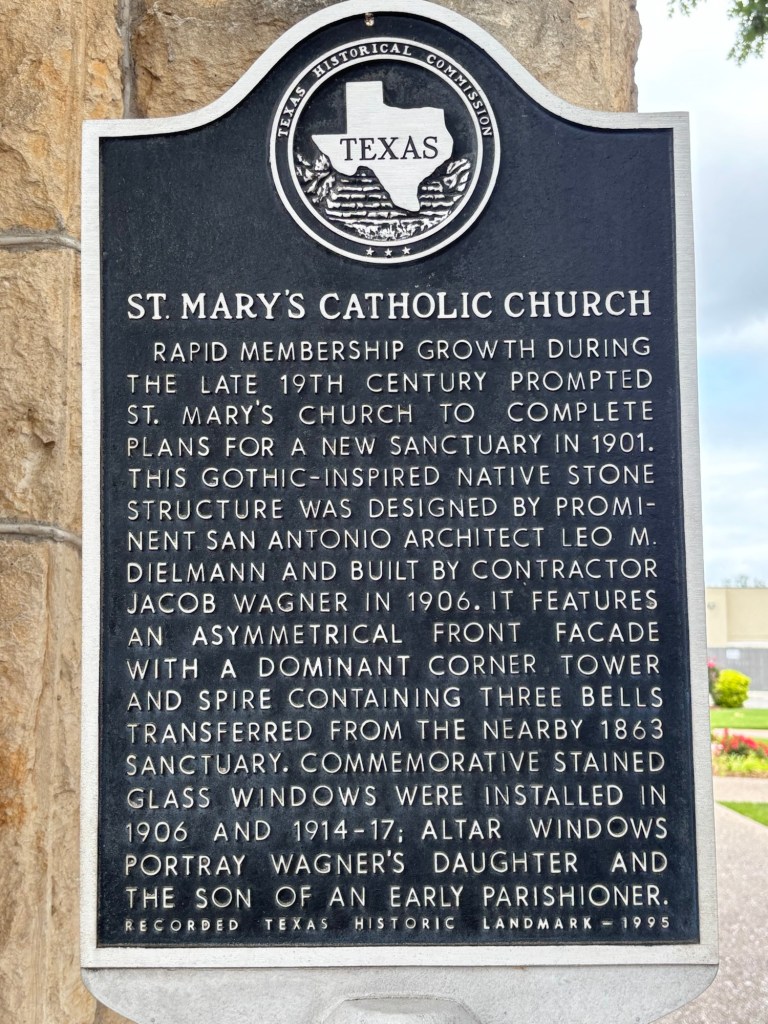 TEXAS HISTORICAL COMMISSION
TEXAS
ST. MARY'S CATHOLIC CHURCH
RAPID MEMBERSHIP GROWTH DURING
THE LATE 19TH CENTURY PROMPTED
ST. MARY'S CHURCH TO COMPLETE
PLANS FOR A NEW SANCTUARY IN 1901.
THIS GOTHIC-INSPIRED NATIVE STONE
STRUCTURE WAS DESIGNED BY PROMI-
NENT SAN ANTONIO ARCHITECT LEO M.
DIELMANN AND BUILT BY CONTRACTOR
JACOB WAGNER IN 1906. IT FEATURES
AN ASYMMETRICAL FRONT FACADE
WITH A DOMINANT CORNER TOWER
AND SPIRE CONTAINING THREE BELLS
TRANSFERRED FROM THE NEARBY 1863
SANCTUARY. COMMEMORATIVE STAINED
GLASS WINDOWS WERE INSTALLED IN
1906 AND 1914-17; ALTAR WINDOWS
PORTRAY WAGNER'S DAUGHTER AND
THE SON OF AN EARLY PARISHIONER.
RECORDED TEXAS HISTORIC LANDMARK - 1995